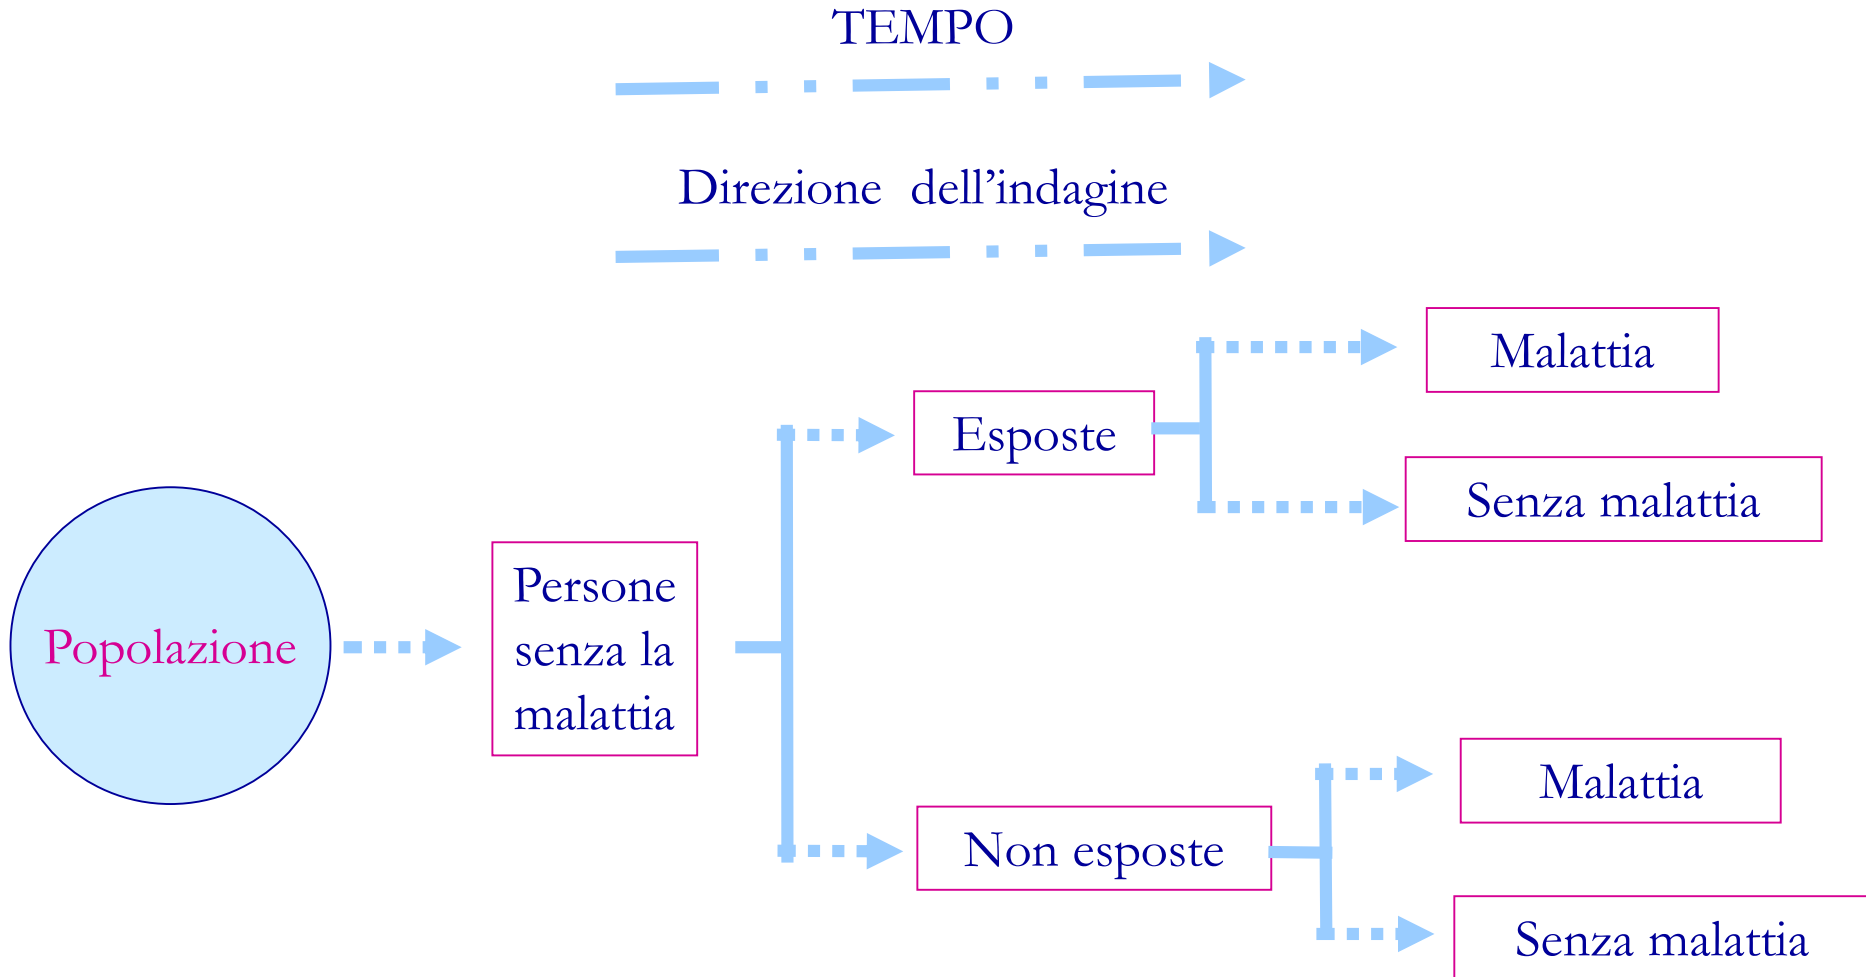 TEMPO
Direzione dell’indagine
Malattia
Esposte
Senza malattia
Persone
senza la
malattia
Popolazione
Malattia
Non esposte
Senza malattia